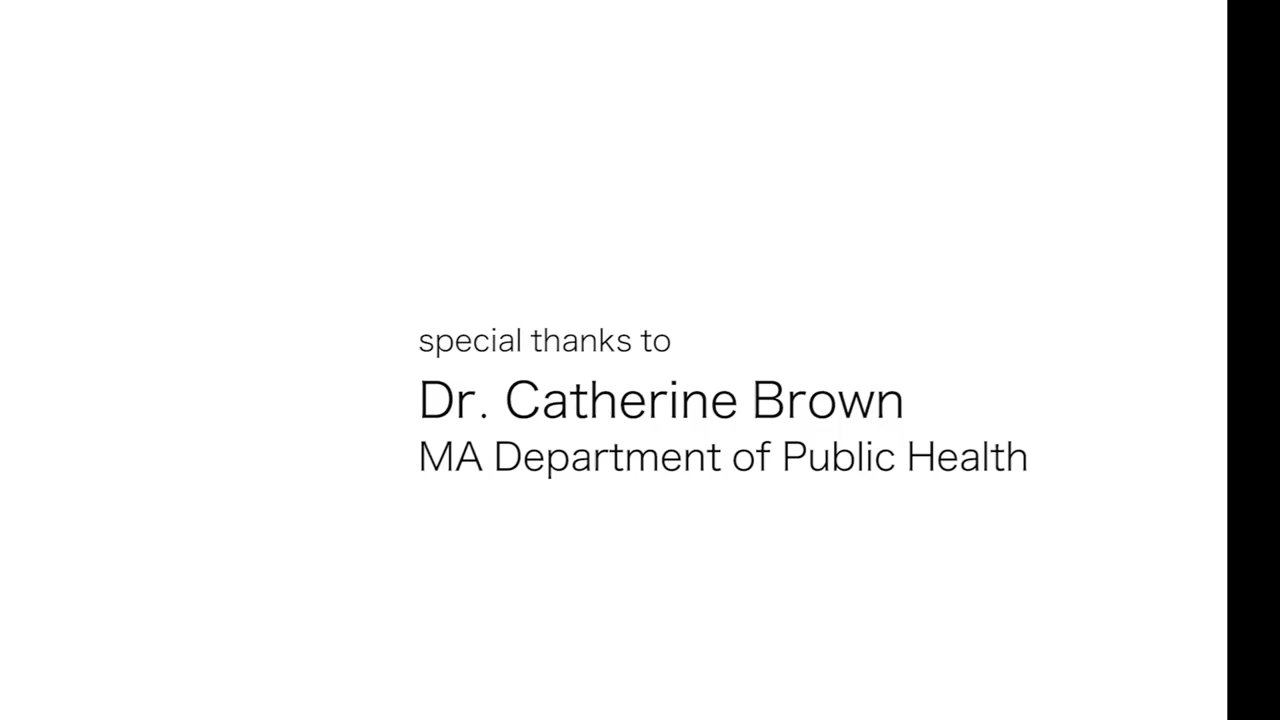 special thanks to
Dr. Catherine Brown
MA Department of Public Health